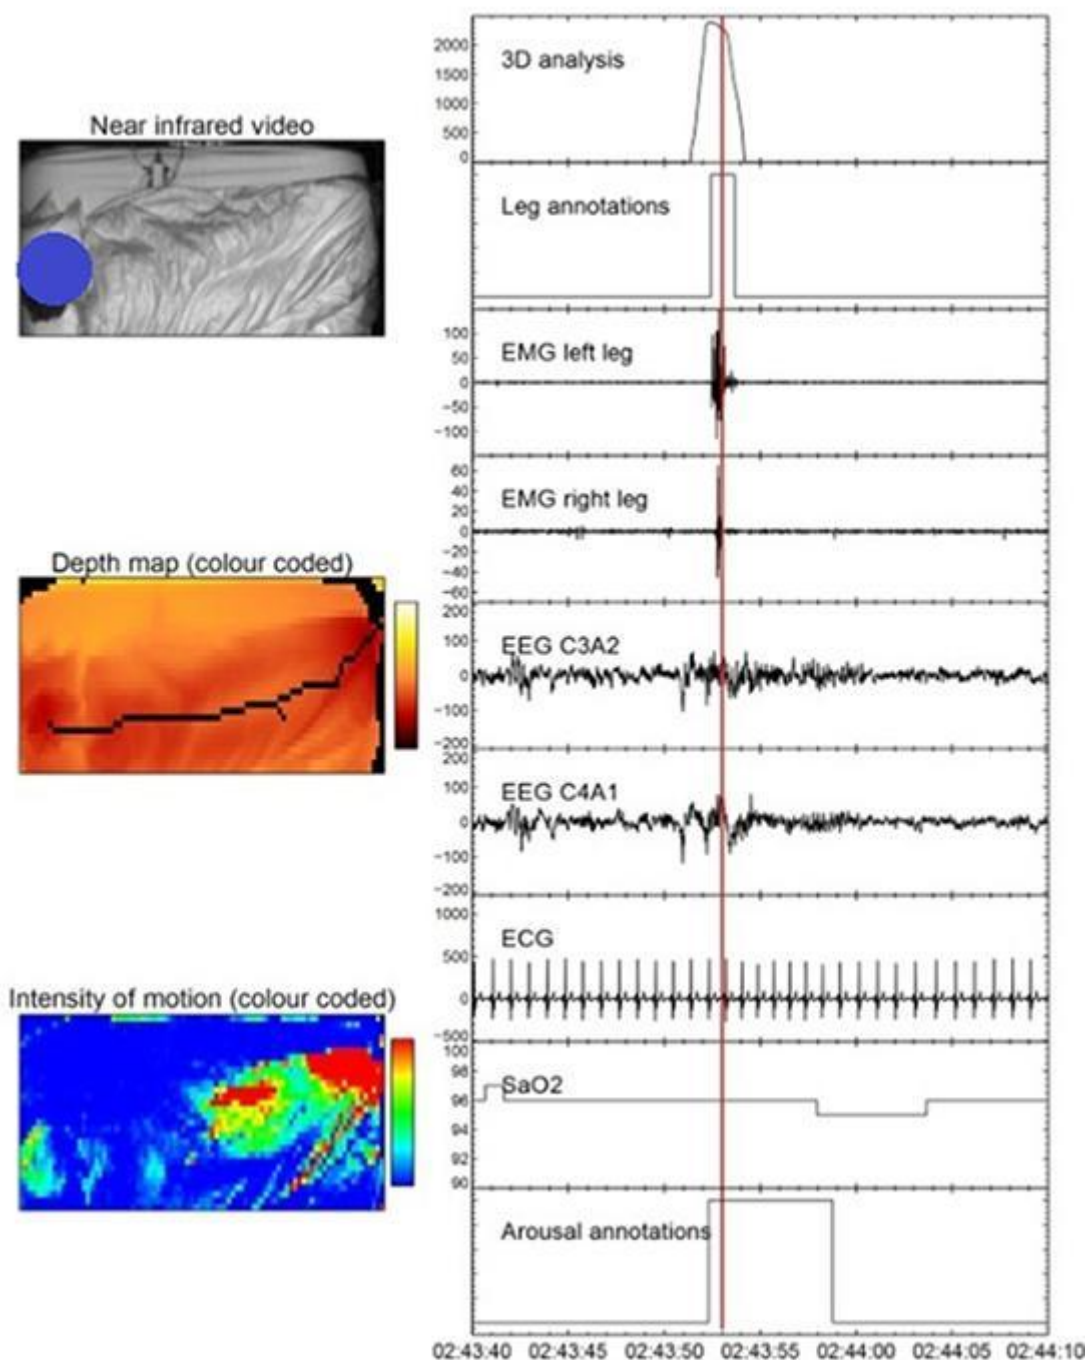 Near infrared video
Depth map (colour coded)
Intensity of motion (colour coded)
3D analysis
2000
1500
1000
500
0
Leg annotations
EMG left leg
100
50
0
−50
−100
EMG right leg
60
40
20
0
−20
−40
−60
EEG C3A2
200
100
0
−100
−200
EEG C4A1
200
100
0
−100
−200
ECG
1000
500
0
−500
SaO2
100
98
96
94
92
90
Arousal annotations
02:43:40 02:43:45 02:43:50 02:43:55 02:44:00 02:44:05 02:44:10